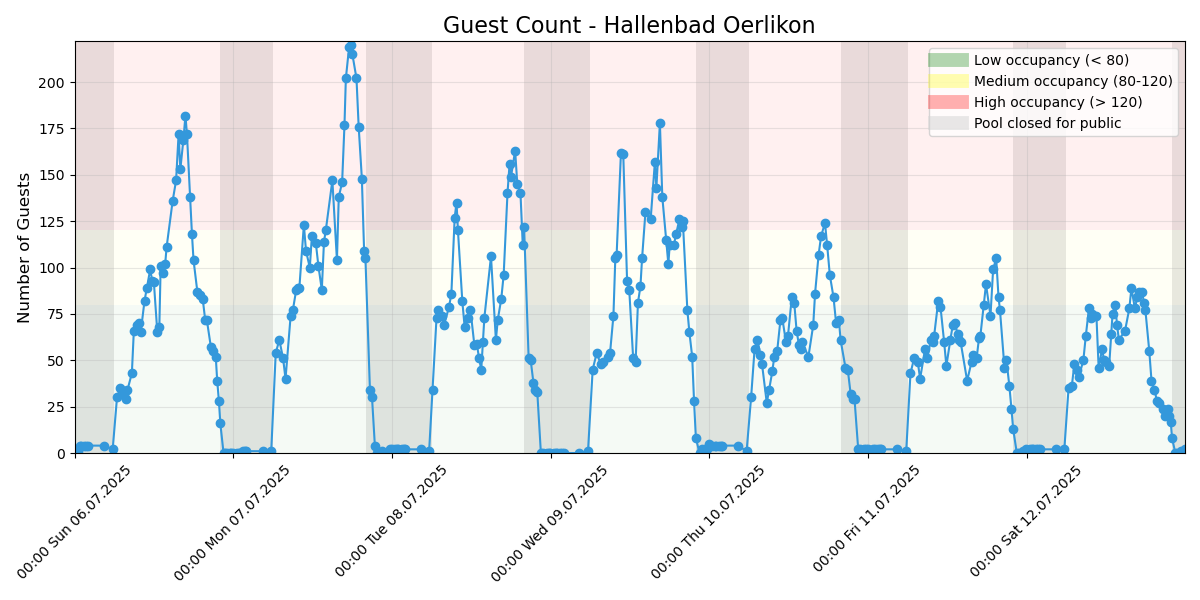 Guest Count - Hallenbad Oerlikon
Low occupancy (< 80)
Medium occupancy (80-120)
High occupancy (> 120)
Pool closed for public
Number of Guests
200
175
150
125
100
75
50
25
0
00:00 Sun 06.07.2025
00:00 Mon 07.07.2025
00:00 Tue 08.07.2025
00:00 Wed 09.07.2025
00:00 Thu 10.07.2025
00:00 Fri 11.07.2025
00:00 Sat 12.07.2025